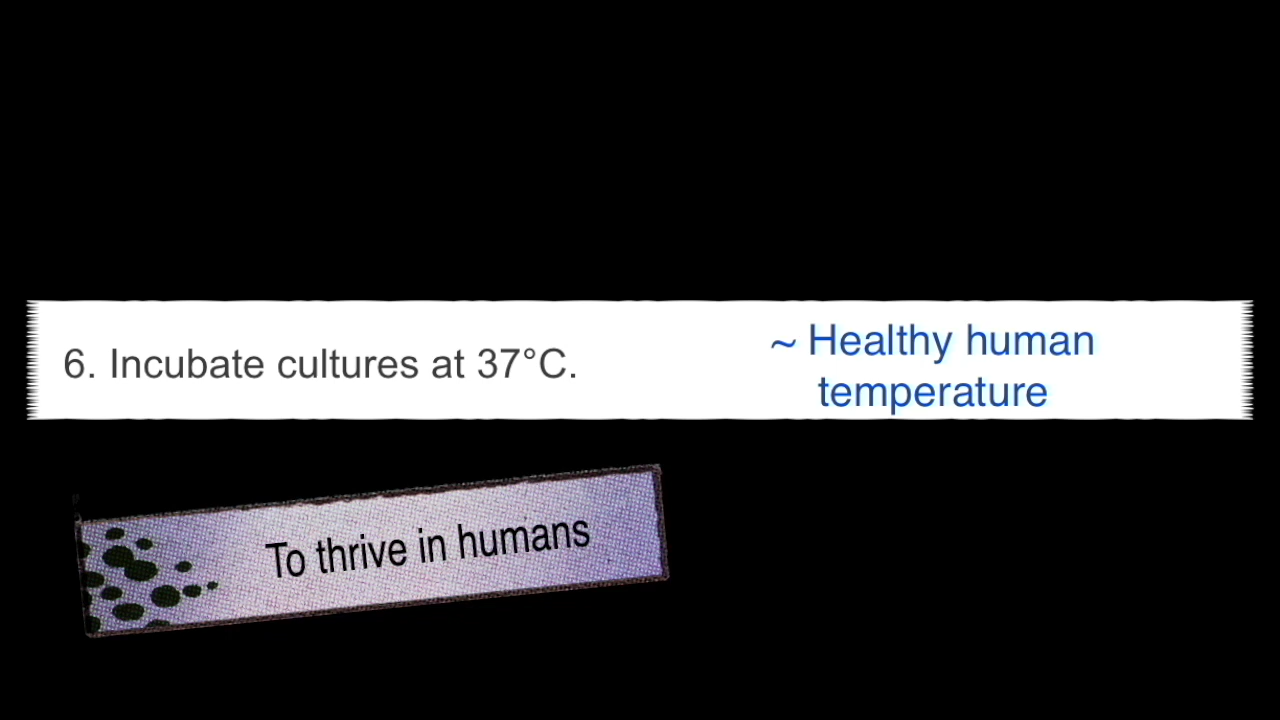 6. Incubate cultures at 37°C.
~ Healthy human
temperature
To thrive in humans